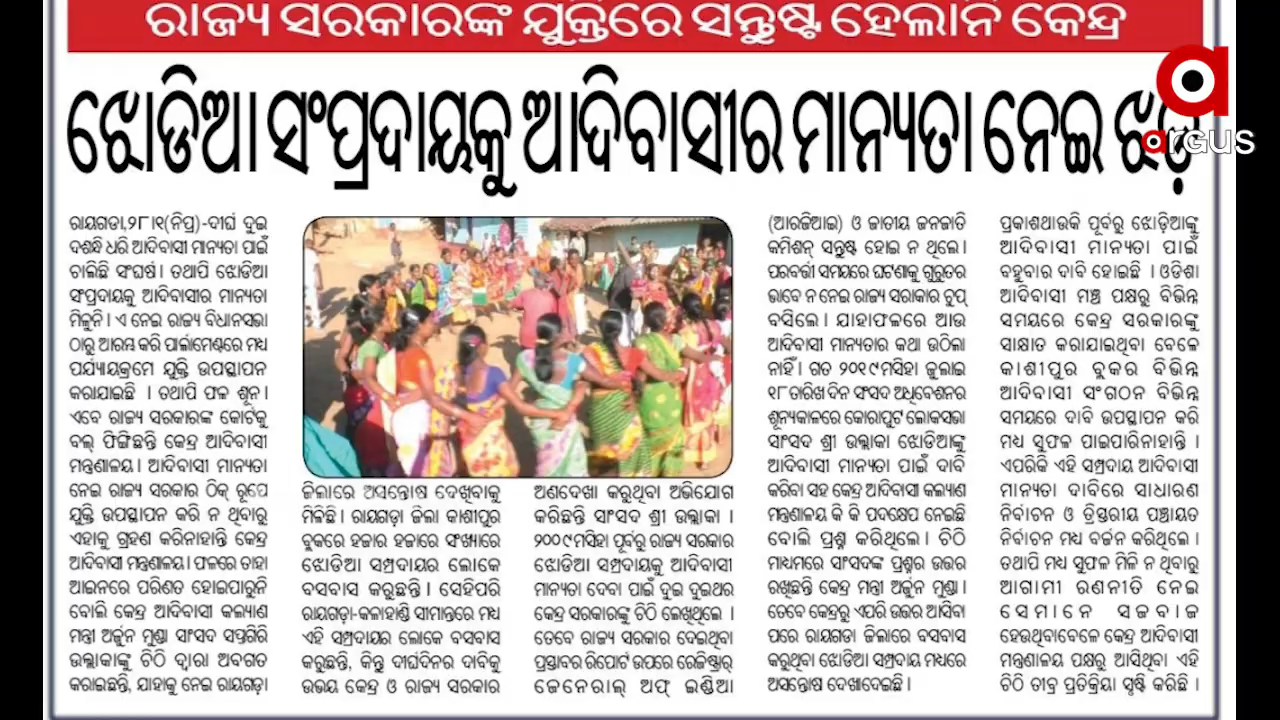 ରାଜ୍ୟ ସରକାରଙ୍କ ଯୁକ୍ତିରେ ସନ୍ତୁଷ୍ଟ ହେଲାନି କେନ୍ଦ୍ର
ଝୋଡିଆ ସଂପ୍ରଦାୟକୁ ଆଦିବାସୀର ମାନ୍ୟତା ନେଇ ଝଡ଼
argus
ରାୟଗଡା,୨୮।୧(ନିପ୍ର)-ଦୀର୍ଘ ଦୁଇ
ଦଶନ୍ଧି ଧରି ଆଦିବାସୀ ମାନ୍ୟତା ପାଇଁ
ଚାଲିଛି ସଂଘର୍ଷ। ତଥାପି ଝୋଡିଆ
ସଂପ୍ରଦାୟକୁ ଆଦିବାସୀର ମାନ୍ୟତା
ମିଳୁନି। ଏ ନେଇ ରାଜ୍ୟ ବିଧାନସଭା
ଠାରୁ ଆରମ୍ଭ କରି ପାର୍ଲାମେଣ୍ଟରେ ମଧ୍ୟ
ପର୍ଯ୍ୟାୟକ୍ରମେ ଯୁକ୍ତି ଉପସ୍ଥାପନ
କରାଯାଇଛି । ତଥାପି ଫଳ ଶୂନ।
ଏବେ ରାଜ୍ୟ ସରକାରଙ୍କ କୋର୍ଟକୁ
ବଲ୍ ଫିଙ୍ଗିଛନ୍ତି କେନ୍ଦ୍ର ଆଦିବାସୀ
ମନ୍ତ୍ରଣାଳୟ। ଆଦିବାସୀ ମାନ୍ୟତା
ନେଇ ରାଜ୍ୟ ସରକାର ଠିକ୍ ରୂପେ
ଯୁକ୍ତି ଉପସ୍ଥାପନ କରି ନ ଥିବାରୁ
ଏହାକୁ ଗ୍ରହଣ କରିନାହାନ୍ତି କେନ୍ଦ୍ର
ଆଦିବାସୀ ମନ୍ତ୍ରଣାଳୟ। ଫଳରେ ତାହା
ଆଇନରେ ପରିଣତ ହୋଇପାରୁନି
ବୋଲି କେନ୍ଦ୍ର ଆଦିବାସୀ କଲ୍ୟାଣ
ମନ୍ତ୍ରୀ ଅର୍ଜୁନ ମୁଣ୍ଡା ସାଂସଦ ସପ୍ତଗିରି
ଉଲ୍ଲାକାଙ୍କୁ ଚିଠି ଦ୍ୱାରା ଅବଗତ
କରାଇଛନ୍ତି, ଯାହାକୁ ନେଇ ରାୟଗଡ଼ା
ଜିଲାରେ ଅସନ୍ତୋଷ ଦେଖିବାକୁ
ମିଳିଛି। ରାୟଗଡ଼ା ଜିଲା କାଶୀପୁର
ବ୍ଲକରେ ହଜାର ହଜାରେ ସଂଖ୍ୟାରେ
ଝୋଡିଆ ସମ୍ପ୍ରଦାୟର ଲୋକେ
ବସବାସ କରୁଛନ୍ତି। ସେହିପରି
ରାୟଗଡ଼ା-କଳାହାଣ୍ଡି ସୀମାନ୍ତରେ ମଧ୍ୟ
ଏହି ସମ୍ପ୍ରଦାୟର ଲୋକେ ବସବାସ
କରୁଛନ୍ତି, କିନ୍ତୁ ଦୀର୍ଘଦିନର ଦାବିକୁ
ଉଭୟ କେନ୍ଦ୍ର ଓ ରାଜ୍ୟ ସରକାର
ଅଣଦେଖା କରୁଥିବା ଅଭିଯୋଗ
କରିଛନ୍ତି ସାଂସଦ ଶ୍ରୀ ଉଲ୍ଲାକା ।
୨୦୦୯ମସିହା ପୂର୍ବରୁ ରାଜ୍ୟ ସରକାର
ଝୋଡିଆ ସମ୍ପ୍ରଦାୟକୁ ଆଦିବାସୀ
ମାନ୍ୟତା ଦେବା ପାଇଁ ଦୁଇ ଦୁଇଥର
କେନ୍ଦ୍ର ସରକାରଙ୍କୁ ଚିଠି ଲେଖିଥିଲେ ।
ତେବେ ରାଜ୍ୟ ସରକାର ଦେଇଥିବା
ପ୍ରସ୍ତାବର ରିପୋର୍ଟ ଉପରେ ରେଜିଷ୍ଟ୍ରାର୍
ଜେନେରାଲ୍ ଅଫ୍ ଇଣ୍ଡିଆ
(ଆରଜିଆଇ) ଓ ଜାତୀୟ ଜନଜାତି
କମିଶନ୍ ସନ୍ତୁଷ୍ଟ ହୋଇ ନ ଥିଲେ।
ପରବର୍ତ୍ତୀ ସମୟରେ ଘଟଣାକୁ ଗୁରୁତର
ଭାବେ ନ ନେଇ ରାଜ୍ୟ ସରାକାର ଚୁପ୍
ବସିଲେ। ଯାହାଫଳରେ ଆଉ
ଆଦିବାସୀ ମାନ୍ୟତାର କଥା ଉଠିଲା
ନାହିଁ। ଗତ ୨୦୧୯ମସିହା ଜୁଲାଇ
୧୮ତାରିଖ ଦିନ ସଂସଦ ଅଧିବେଶନର
ଶୂନ୍ୟକାଳରେ କୋରାପୁଟ ଲୋକସଭା
ସାଂସଦ ଶ୍ରୀ ଉଲ୍ଲାକା ଝୋଡିଆଙ୍କୁ
ଆଦିବାସୀ ମାନ୍ୟତା ପାଇଁ ଦାବି
କରିବା ସହ କେନ୍ଦ୍ର ଆଦିବାସୀ କଲ୍ୟାଣ
ମନ୍ତ୍ରଣାଳୟ କି କି ପଦକ୍ଷେପ ନେଇଛି
ବୋଲି ପ୍ରଶ୍ନ କରିଥିଲେ। ଚିଠି
ମାଧ୍ୟମରେ ସାଂସଦଙ୍କ ପ୍ରଶ୍ନର ଉତ୍ତର
ରଖିଛନ୍ତି କେନ୍ଦ୍ର ମନ୍ତ୍ରୀ ଅର୍ଜୁନ ମୁଣ୍ଡା।
ତେବେ କେନ୍ଦ୍ରରୁ ଏପରି ଉତ୍ତର ଆସିବା
ପରେ ରାୟଗଡା ଜିଲାରେ ବସବାସ
କରୁଥିବା ଝୋଡିଆ ସମ୍ପ୍ରଦାୟ ମଧ୍ୟରେ
ଅସନ୍ତୋଷ ଦେଖାଦେଇଛି।
ପ୍ରକାଶଥାଉକି ପୂର୍ବରୁ ଝୋଡ଼ିଆଙ୍କୁ
ଆଦିବାସୀ ମାନ୍ୟତା ପାଇଁ
ବହୁବାର ଦାବି ହୋଇଛି । ଓଡିଶା
ଆଦିବାସୀ ମଞ୍ଚ ପକ୍ଷରୁ ବିଭିନ୍ନ
ସମୟରେ କେନ୍ଦ୍ର ସରକାରଙ୍କୁ
ସାକ୍ଷାତ କରାଯାଇଥିବା ବେଳେ
କାଶୀପୁର ବ୍ଲକର ବିଭିନ୍ନ
ଆଦିବାସୀ ସଂଗଠନ ବିଭିନ୍ନ
ସମୟରେ ଦାବି ଉପସ୍ଥାପନ କରି
ମଧ୍ୟ ସୁଫଳ ପାଇପାରିନାହାନ୍ତି ।
ଏପରିକି ଏହି ସମ୍ପ୍ରଦାୟ ଆଦିବାସୀ
ମାନ୍ୟତା ଦାବିରେ ସାଧାରଣ
ନିର୍ବାଚନ ଓ ତ୍ରିସ୍ତରୀୟ ପଞ୍ଚାୟତ
ନିର୍ବାଚନ ମଧ୍ୟ ବର୍ଜ୍ଜନ କରିଥିଲେ।
ତଥାପି ମଧ୍ୟ ସୁଫଳ ମିଳି ନ ଥିବାରୁ
ଆଗାମୀ ରଣନୀତି ନେଇ
ସେମାନେ ସଜବାଜ
ହେଉଥିବାବେଳେ କେନ୍ଦ୍ର ଆଦିବାସୀ
ମନ୍ତ୍ରଣାଳୟ ପକ୍ଷରୁ ଆସିଥିବା ଏହି
ଚିଠି ତୀବ୍ର ପ୍ରତିକ୍ରିୟା ସୃଷ୍ଟି କରିଛି ।